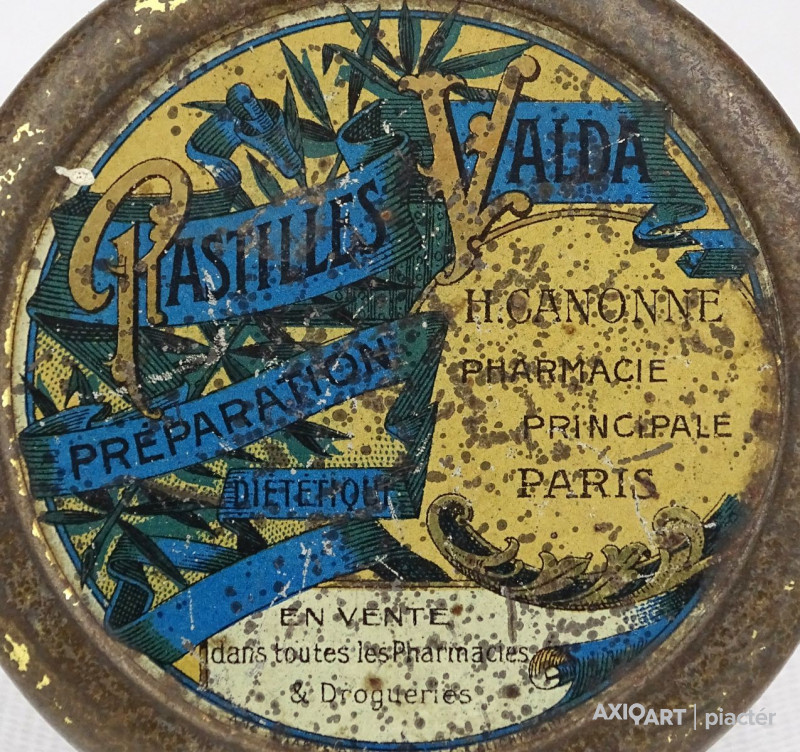 PASTILLES VALDA
PRÉPARATION
DIÉTÉTIQUE
H. CANONNE
PHARMACIE
PRINCIPALE
PARIS
EN VENTE
dans toutes les Pharmacies
& Drogueries
AXIOART | piactér